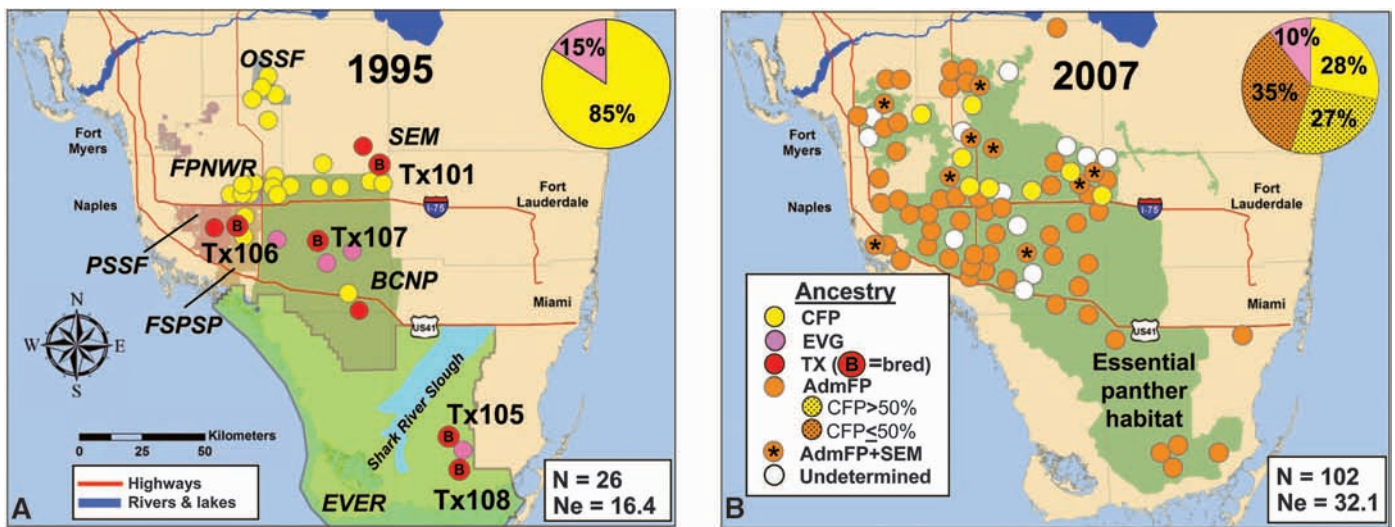 1995
15%
85%
OSSF
SEM
Fort
Myers
FPNWR
Tx101
Fort
Lauderdale
I-75
Naples
Tx106
Tx107
PSSF
BCNP
FSPSP
Miami
US41
N
W E
S
Shark River Slough
Tx105
Tx108
EVER
B
B
B
B
B
Kilometers
0 25 50
Highways
Rivers & lakes
A
N = 26
Ne = 16.4
2007
10%
28%
35%
27%
Fort
Myers
Fort
Lauderdale
I-75
Naples
Miami
US41
Essential
panther
habitat
Ancestry
CFP
EVG
TX (B=bred)
AdmFP
CFP>50%
CFP≤50%
AdmFP+SEM
Undetermined
B
N = 102
Ne = 32.1